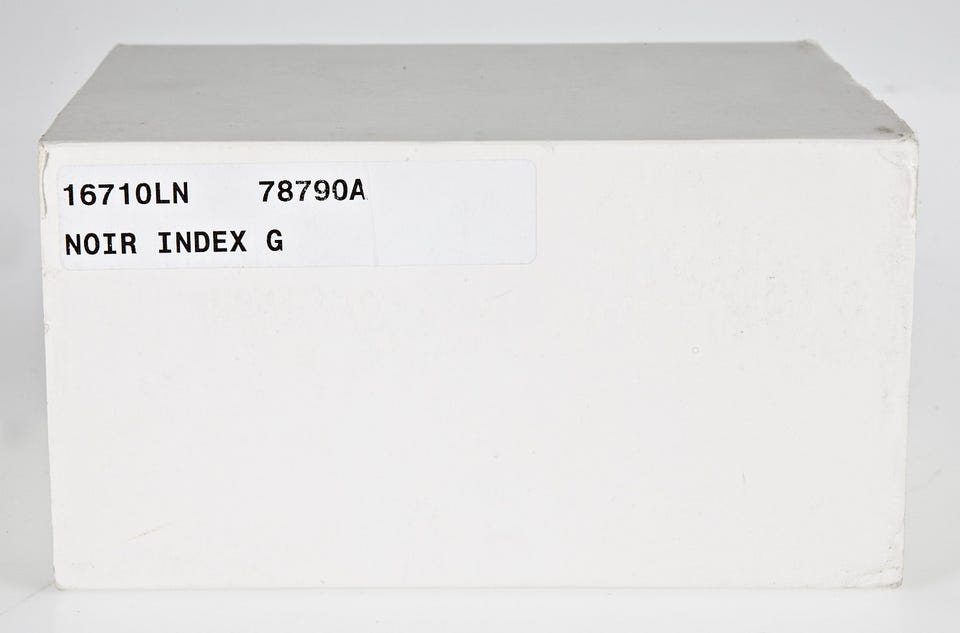 16710LN 78790A
NOIR INDEX G